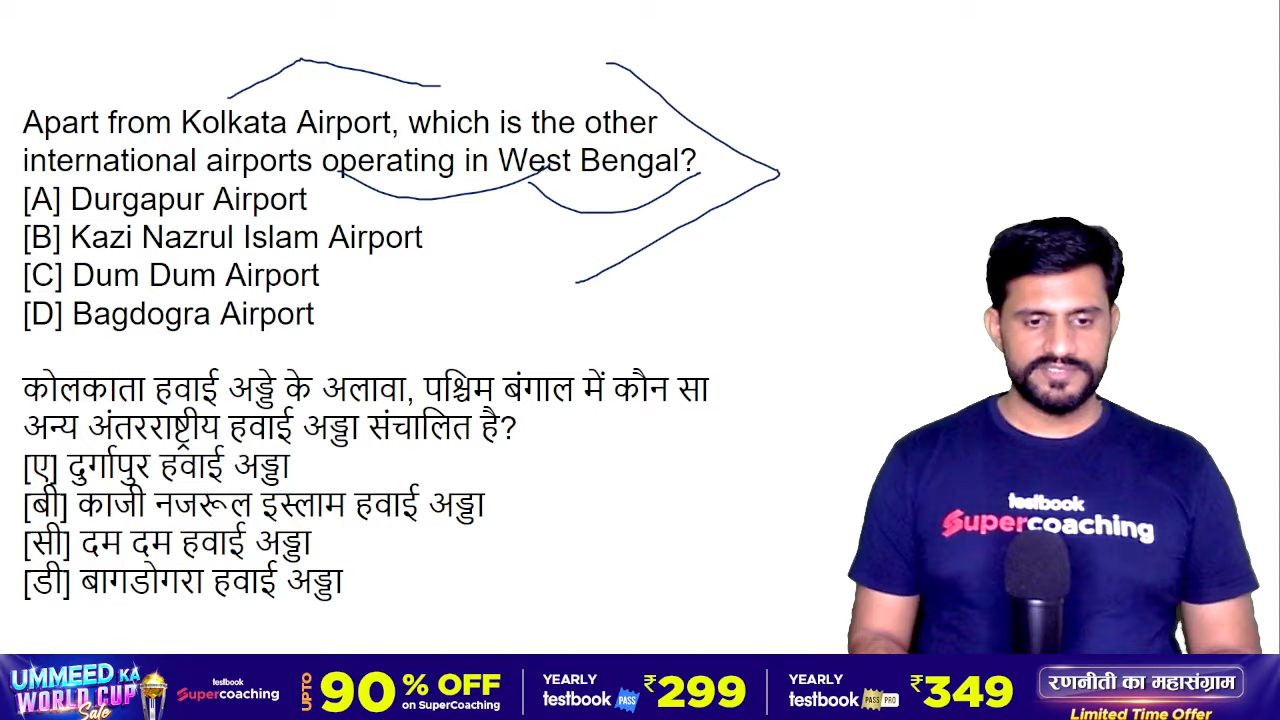 Apart from Kolkata Airport, which is the other
international airports operating in West Bengal?
[A] Durgapur Airport
[B] Kazi Nazrul Islam Airport
[C] Dum Dum Airport
[D] Bagdogra Airport
कोलकाता हवाई अड्डे के अलावा, पश्चिम बंगाल में कौन सा
अन्य अंतरराष्ट्रीय हवाई अड्डा संचालित है?
[ए] दुर्गापुर हवाई अड्डा
[बी] काजी नजरूल इस्लाम हवाई अड्डा
[सी] दम दम हवाई अड्डा
[डी] बागडोगरा हवाई अड्डा
testbook
Supercoaching
UMMEED KA
WORLD CUP
Sale
testbook
Supercoaching
UPTO 90% OFF
on SuperCoaching
YEARLY
testbook PASS ₹299
YEARLY
testbook PASS PRO ₹349
रणनीती का महासंग्राम
Limited Time Offer